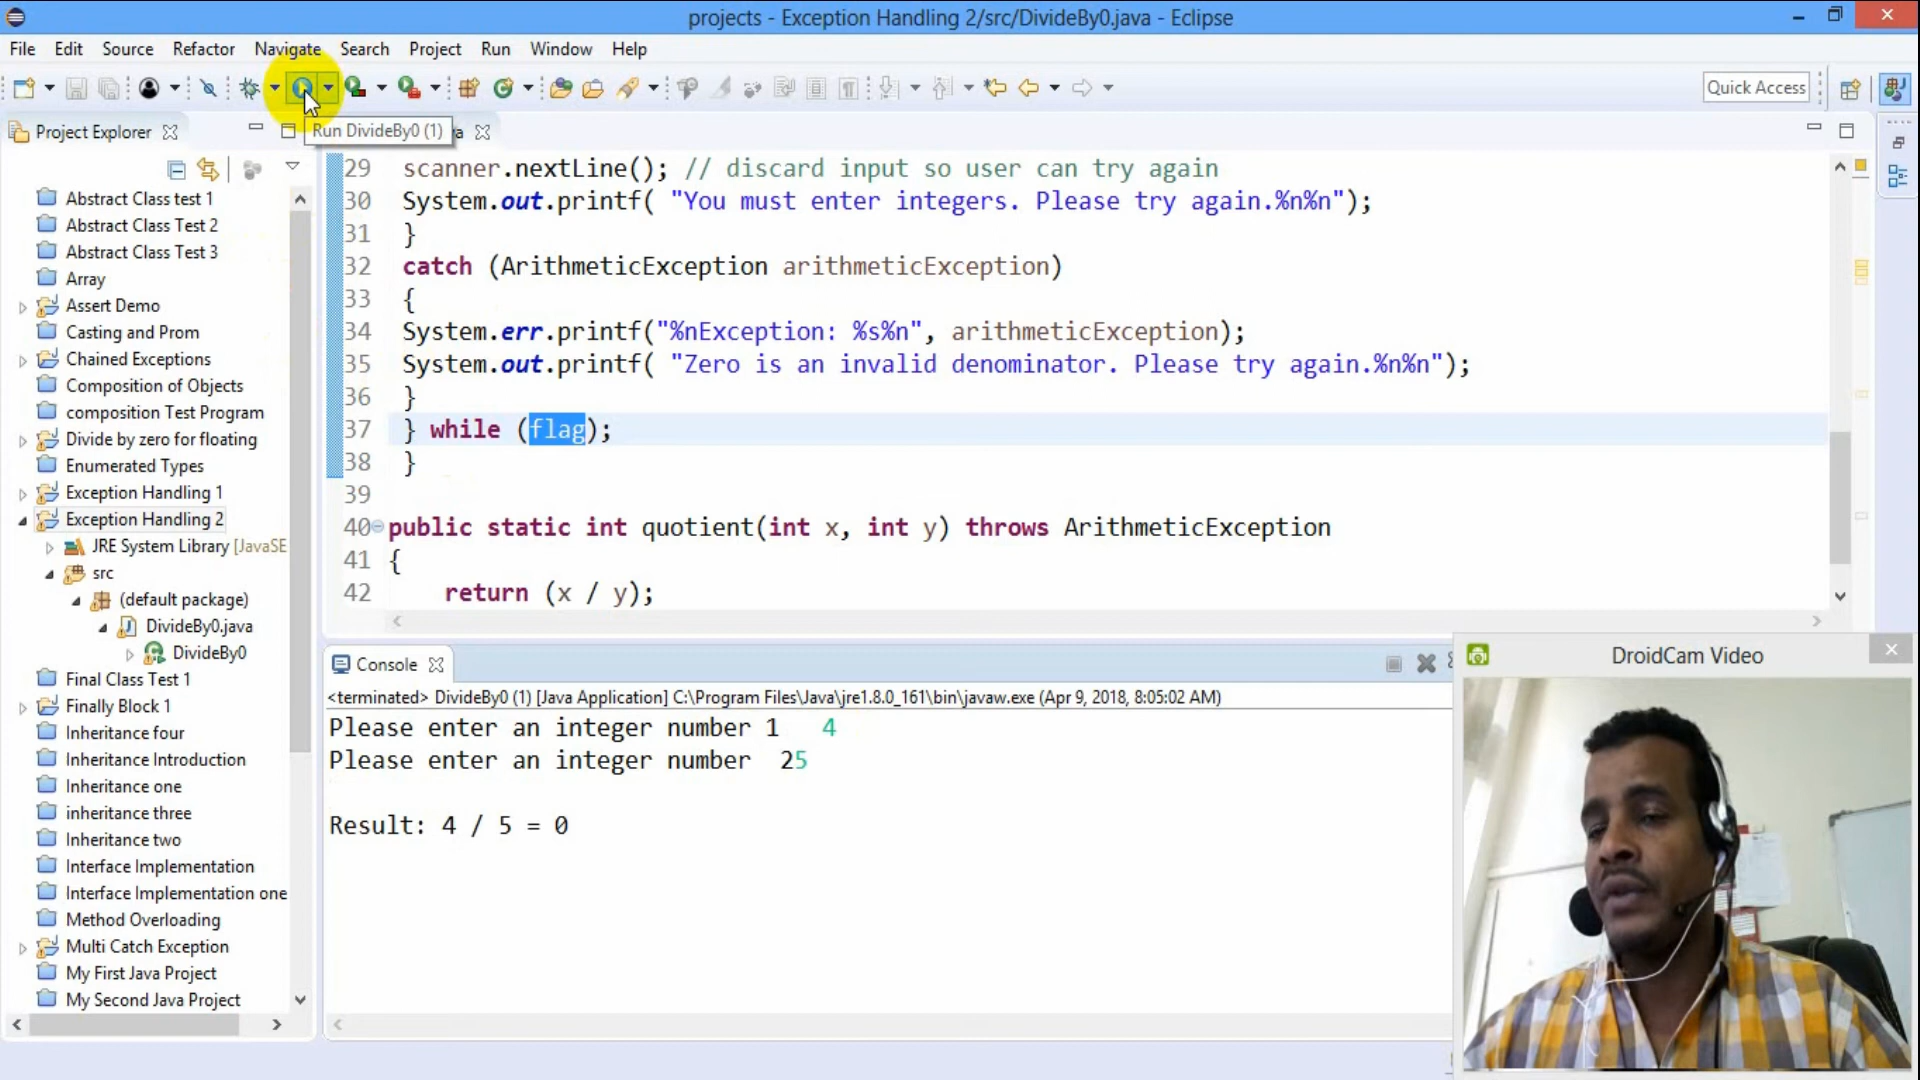 projects - Exception Handling 2/src/DivideBy0.java - Eclipse
File Edit Source Refactor Navigate Search Project Run Window Help
Quick Access
Project Explorer
Run DivideBy0 (1)
Abstract Class test 1
Abstract Class Test 2
Abstract Class Test 3
Array
Assert Demo
Casting and Prom
Chained Exceptions
Composition of Objects
composition Test Program
Divide by zero for floating
Enumerated Types
Exception Handling 1
Exception Handling 2
JRE System Library [JavaSE
src
(default package)
DivideBy0.java
DivideBy0
Final Class Test 1
Finally Block 1
Inheritance four
Inheritance Introduction
Inheritance one
inheritance three
Inheritance two
Interface Implementation
Interface Implementation one
Method Overloading
Multi Catch Exception
My First Java Project
My Second Java Project
29 scanner.nextLine(); // discard input so user can try again
30 System.out.printf( "You must enter integers. Please try again.%n%n");
31 }
32 catch (ArithmeticException arithmeticException)
33 {
34 System.err.printf("%nException: %s%n", arithmeticException);
35 System.out.printf( "Zero is an invalid denominator. Please try again.%n%n");
36 }
37 } while (flag);
38 }
39
40 public static int quotient(int x, int y) throws ArithmeticException
41 {
42 return (x / y);
Console
<terminated> DivideBy0 (1) [Java Application] C:\Program Files\Java\jre1.8.0_161\bin\javaw.exe (Apr 9, 2018, 8:05:02 AM)
Please enter an integer number 1 4
Please enter an integer number 25
Result: 4 / 5 = 0
DroidCam Video